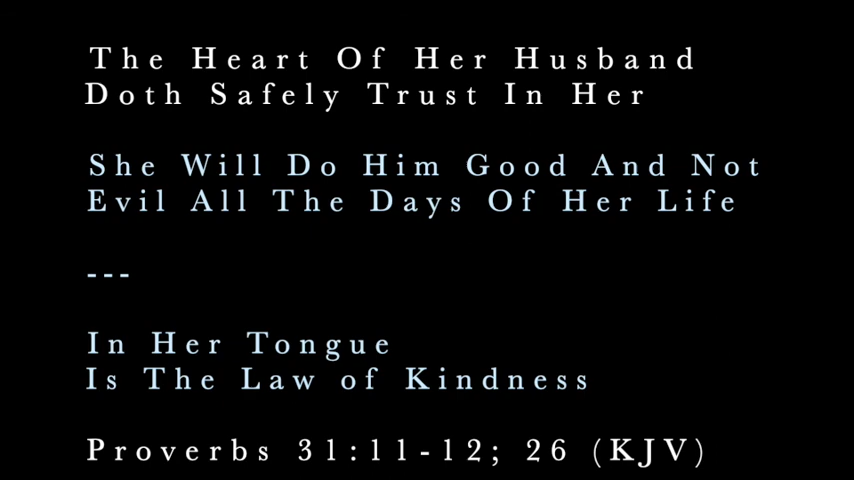 The Heart Of Her Husband
Doth Safely Trust In Her
She Will Do Him Good And Not
Evil All The Days Of Her Life
---
In Her Tongue
Is The Law of Kindness
Proverbs 31:11-12; 26 (KJV)